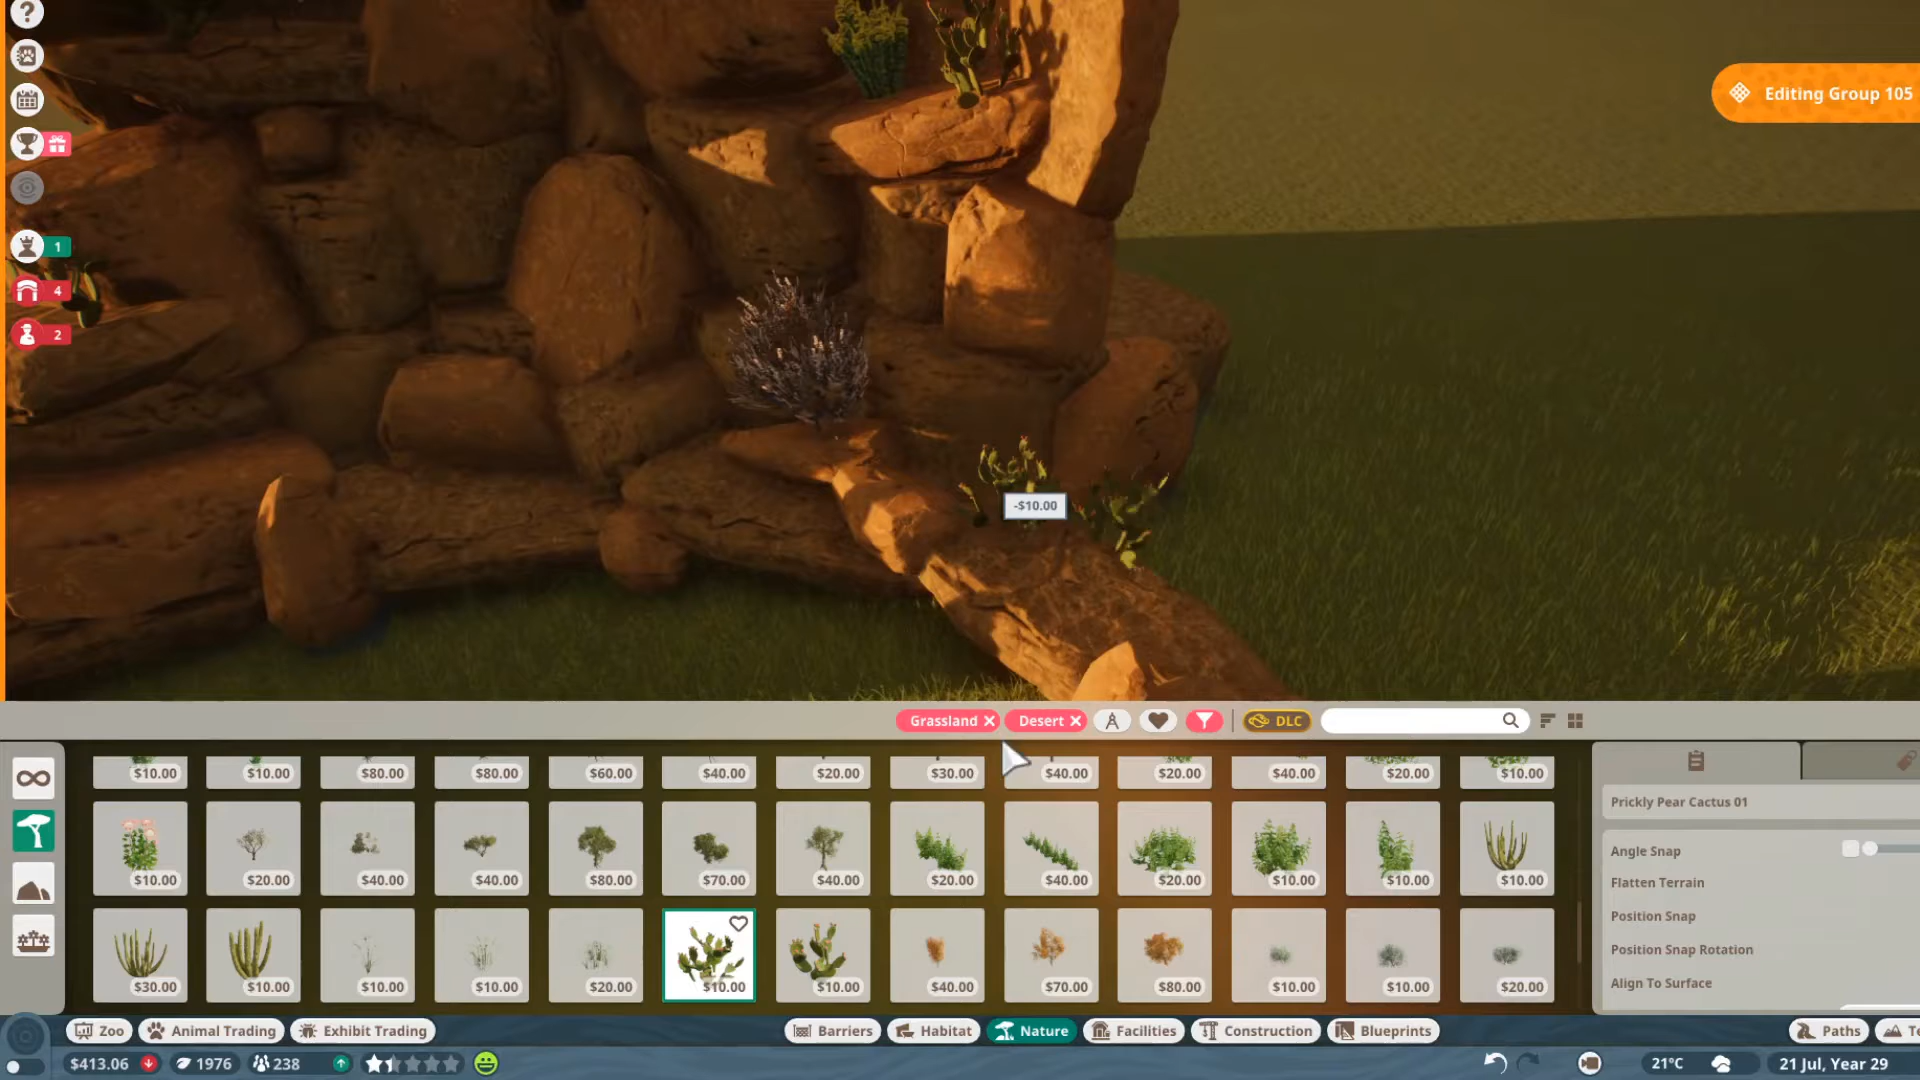 ?
Editing Group 105
1
4
2
-$10.00
Grassland × Desert × DLC
$10.00 $10.00 $80.00 $80.00 $60.00 $40.00 $20.00 $30.00 $40.00 $20.00 $40.00 $20.00 $10.00
$10.00 $20.00 $40.00 $40.00 $80.00 $70.00 $40.00 $20.00 $40.00 $20.00 $10.00 $10.00 $10.00
$30.00 $10.00 $10.00 $10.00 $20.00 $10.00 $10.00 $40.00 $70.00 $80.00 $10.00 $10.00 $20.00
Prickly Pear Cactus 01
Angle Snap
Flatten Terrain
Position Snap
Position Snap Rotation
Align To Surface
Zoo Animal Trading Exhibit Trading Barriers Habitat Nature Facilities Construction Blueprints Paths Te
$413.06 1976 238 21°C 21 Jul, Year 29